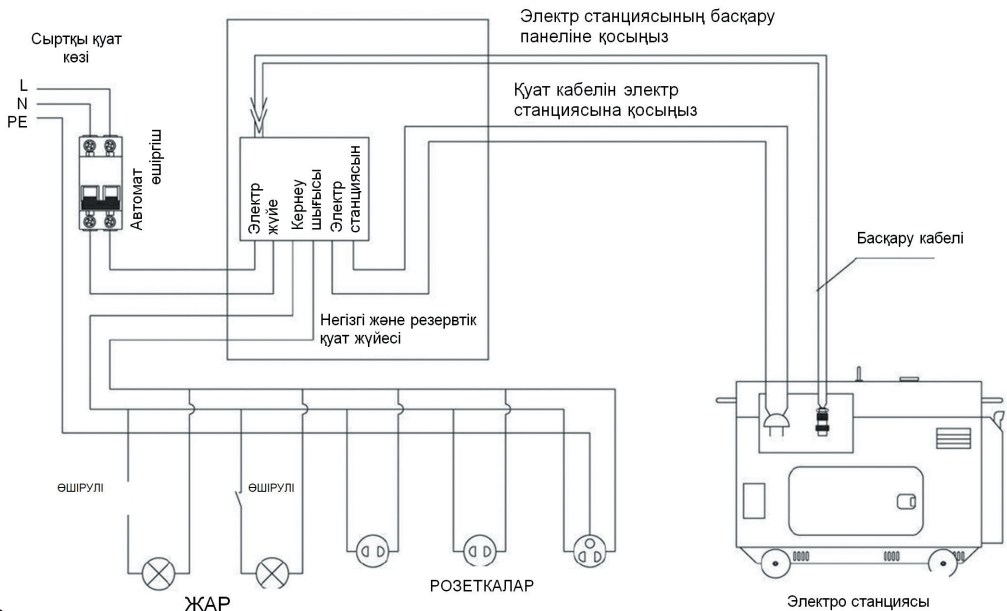 Электр станциясының басқару
панеліне қосыңыз
Сыртқы қуат
көзі
L
N
PE
Қуат кабелін электр
станциясына қосыңыз
Автомат
өшіргіш
Электр
жүйе
Кернеу
шығысы
Электр
станциясын
Басқару кабелі
Негізгі және резервтік
қуат жүйесі
ӨШІРУЛІ
ӨШІРУЛІ
ЖАР
РОЗЕТКАЛАР
Электро станциясы